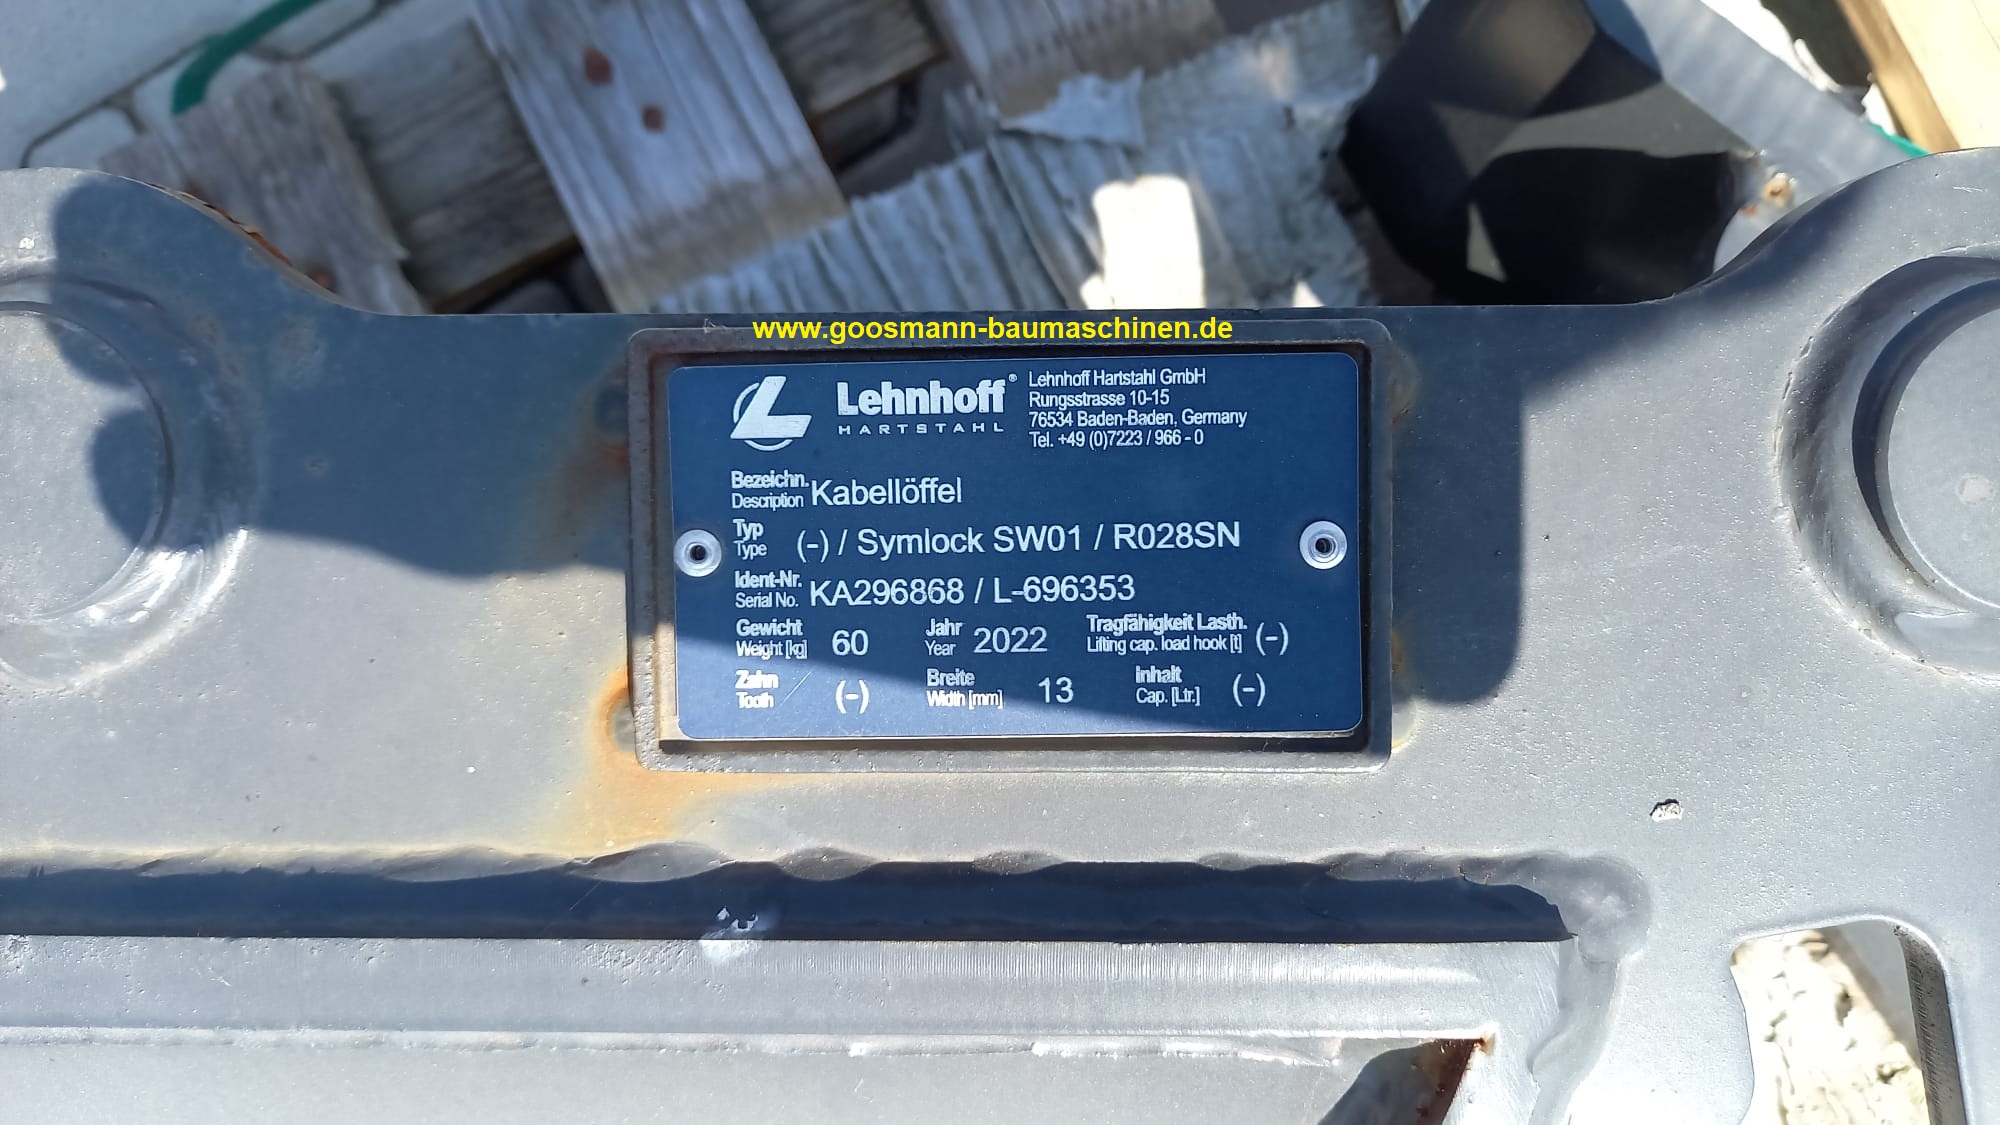 www.goosmann-baumaschinen.de
Lehnhoff®
HARTSTAHL
Lehnhoff Hartstahl GmbH
Rungsstrasse 10-15
76534 Baden-Baden, Germany
Tel. +49 (0)7223 / 966 - 0
Bezeichn.
Description
Kabellöffel
Typ
Type
(-) / Symlock SW01 / R028SN
Ident-Nr.
Serial No.
KA296868 / L-696353
Gewicht
Weight [kg]
60
Jahr
Year
2022
Tragfähigkeit Lasth.
Lifting cap. load hook [t]
(-)
Zahn
Tooth
(-)
Breite
Width [mm]
13
Inhalt
Cap. [Ltr.]
(-)